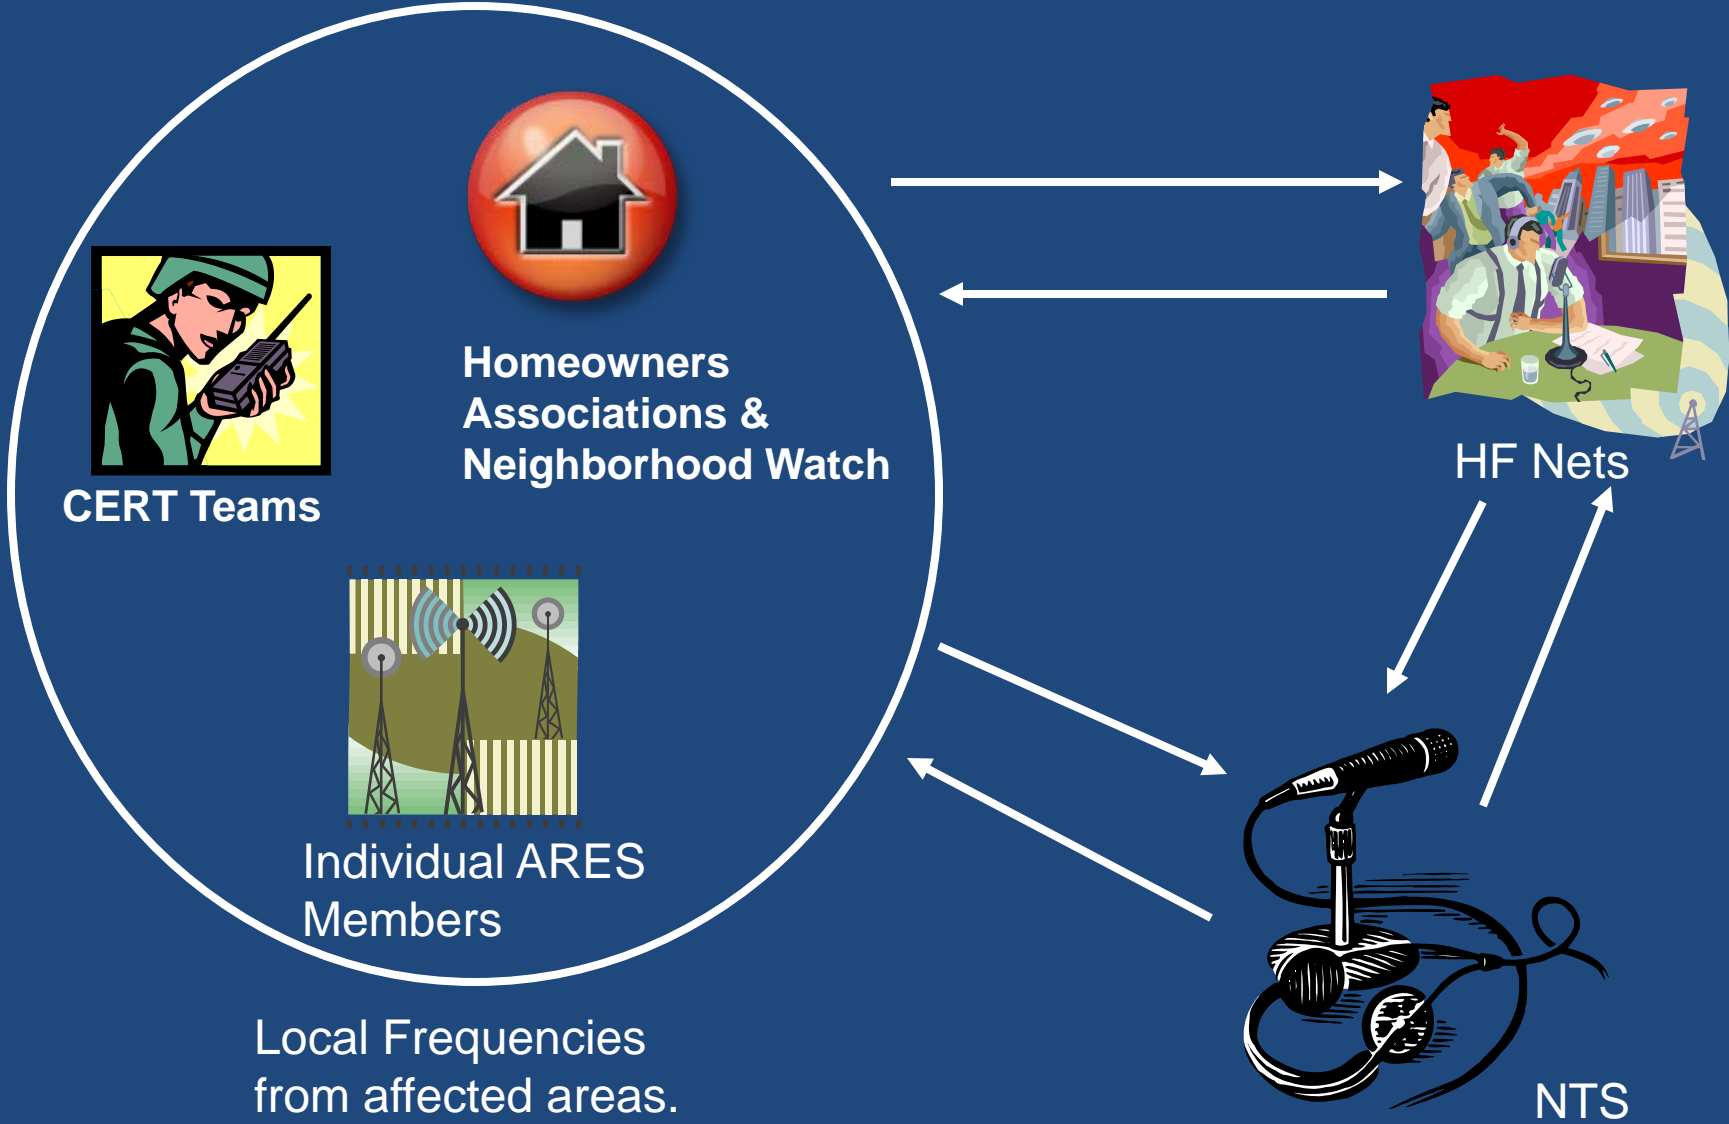 Homeowners
Associations &
Neighborhood Watch
CERT Teams
HF Nets
Individual ARES
Members
Local Frequencies
from affected areas.
NTS